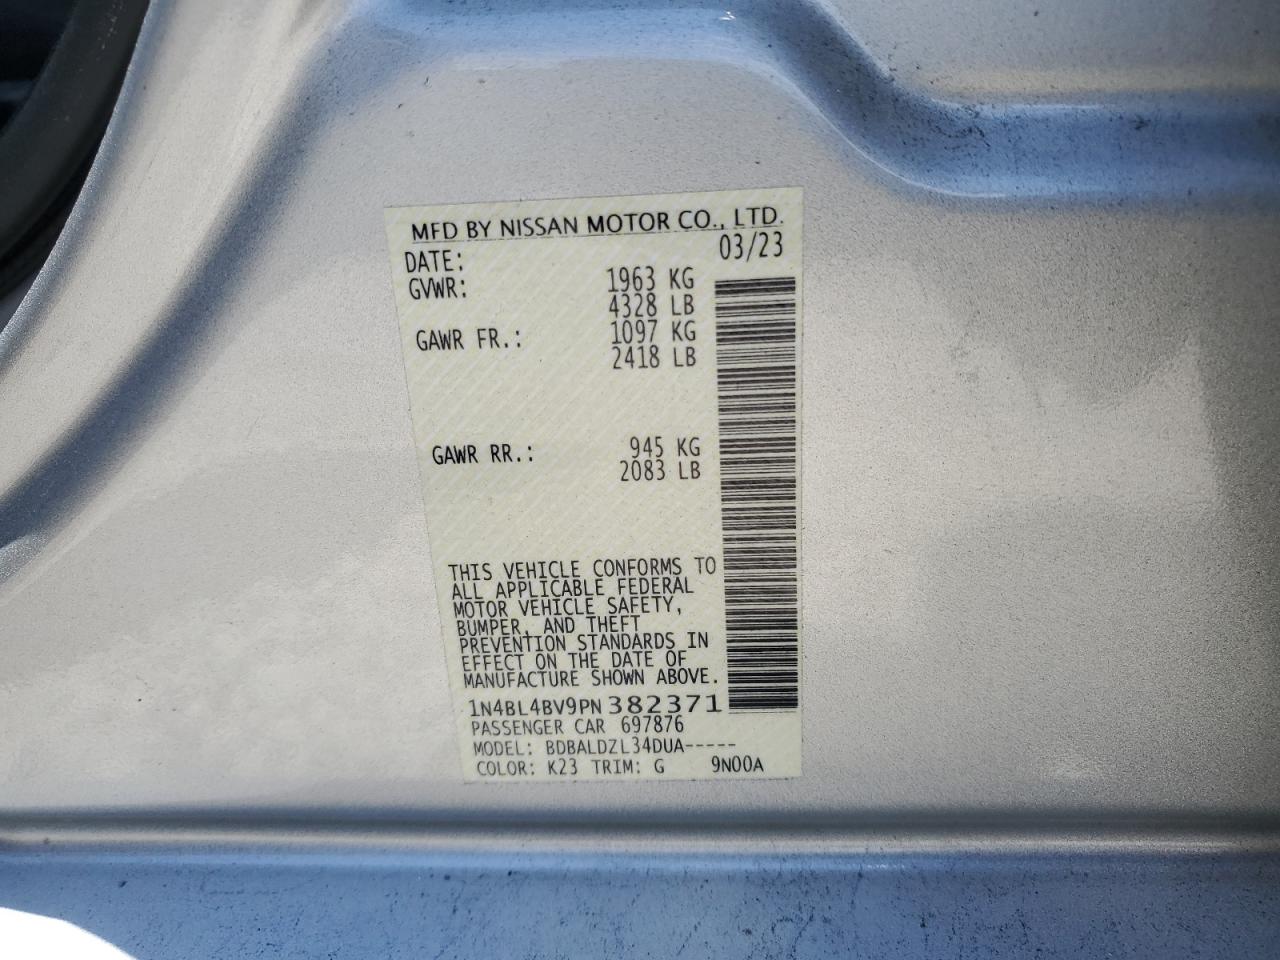 MFD BY NISSAN MOTOR CO., LTD.
DATE: 03/23
GVWR: 1963 KG
4328 LB
GAWR FR.: 1097 KG
2418 LB
GAWR RR.: 945 KG
2083 LB
THIS VEHICLE CONFORMS TO
ALL APPLICABLE FEDERAL
MOTOR VEHICLE SAFETY,
BUMPER, AND THEFT
PREVENTION STANDARDS IN
EFFECT ON THE DATE OF
MANUFACTURE SHOWN ABOVE.
1N4BL4BV9PN382371
PASSENGER CAR 697876
MODEL: BDBALDZL34DUA-----
COLOR: K23 TRIM: G 9N00A